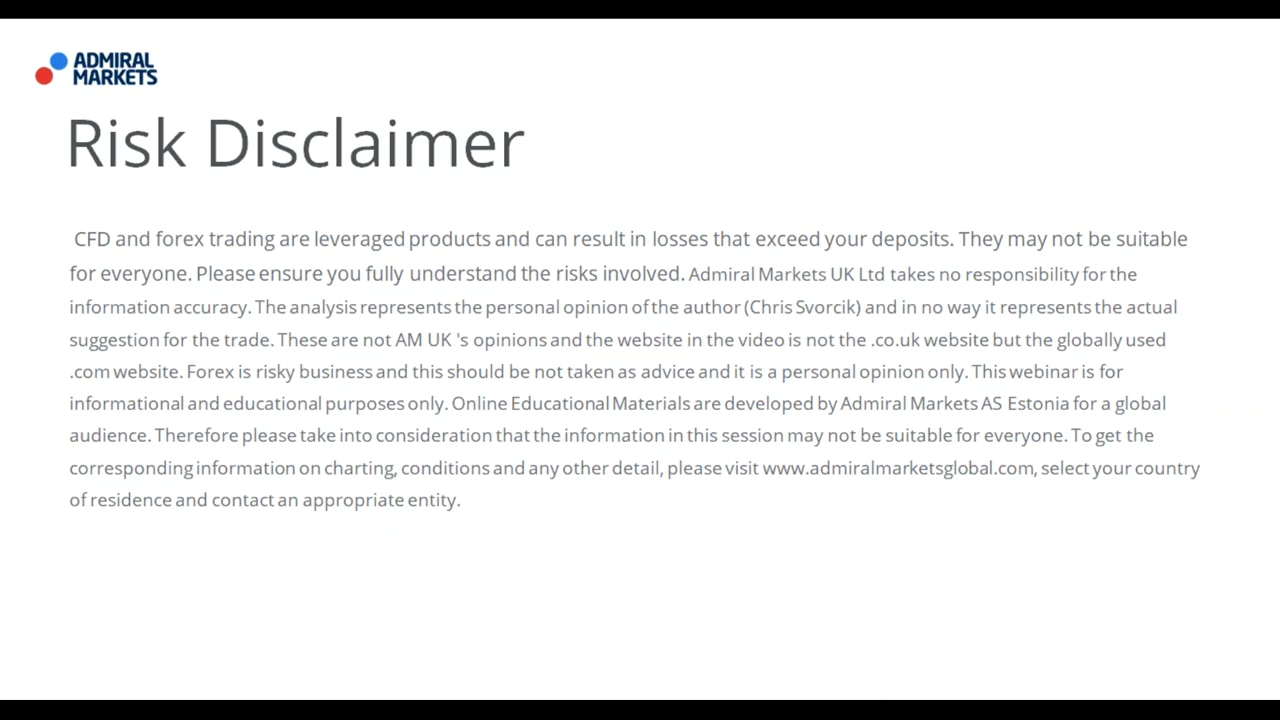 ADMIRAL
MARKETS
Risk Disclaimer
CFD and forex trading are leveraged products and can result in losses that exceed your deposits. They may not be suitable
for everyone. Please ensure you fully understand the risks involved. Admiral Markets UK Ltd takes no responsibility for the
information accuracy. The analysis represents the personal opinion of the author (Chris Svorcik) and in no way it represents the actual
suggestion for the trade. These are not AM UK 's opinions and the website in the video is not the .co.uk website but the globally used
.com website. Forex is risky business and this should be not taken as advice and it is a personal opinion only. This webinar is for
informational and educational purposes only. Online Educational Materials are developed by Admiral Markets AS Estonia for a global
audience. Therefore please take into consideration that the information in this session may not be suitable for everyone. To get the
corresponding information on charting, conditions and any other detail, please visit www.admiralmarketsglobal.com, select your country
of residence and contact an appropriate entity.